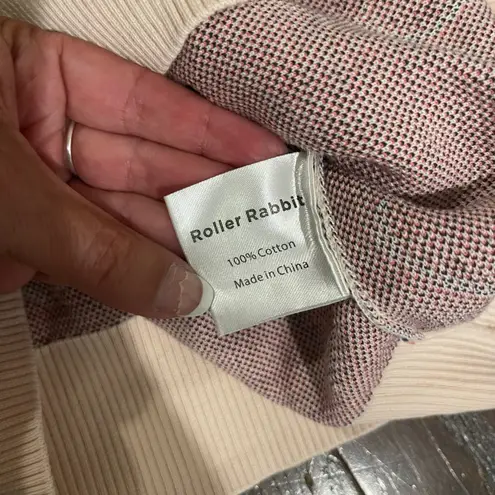 Roller Rabbit
100% Cotton
Made in China